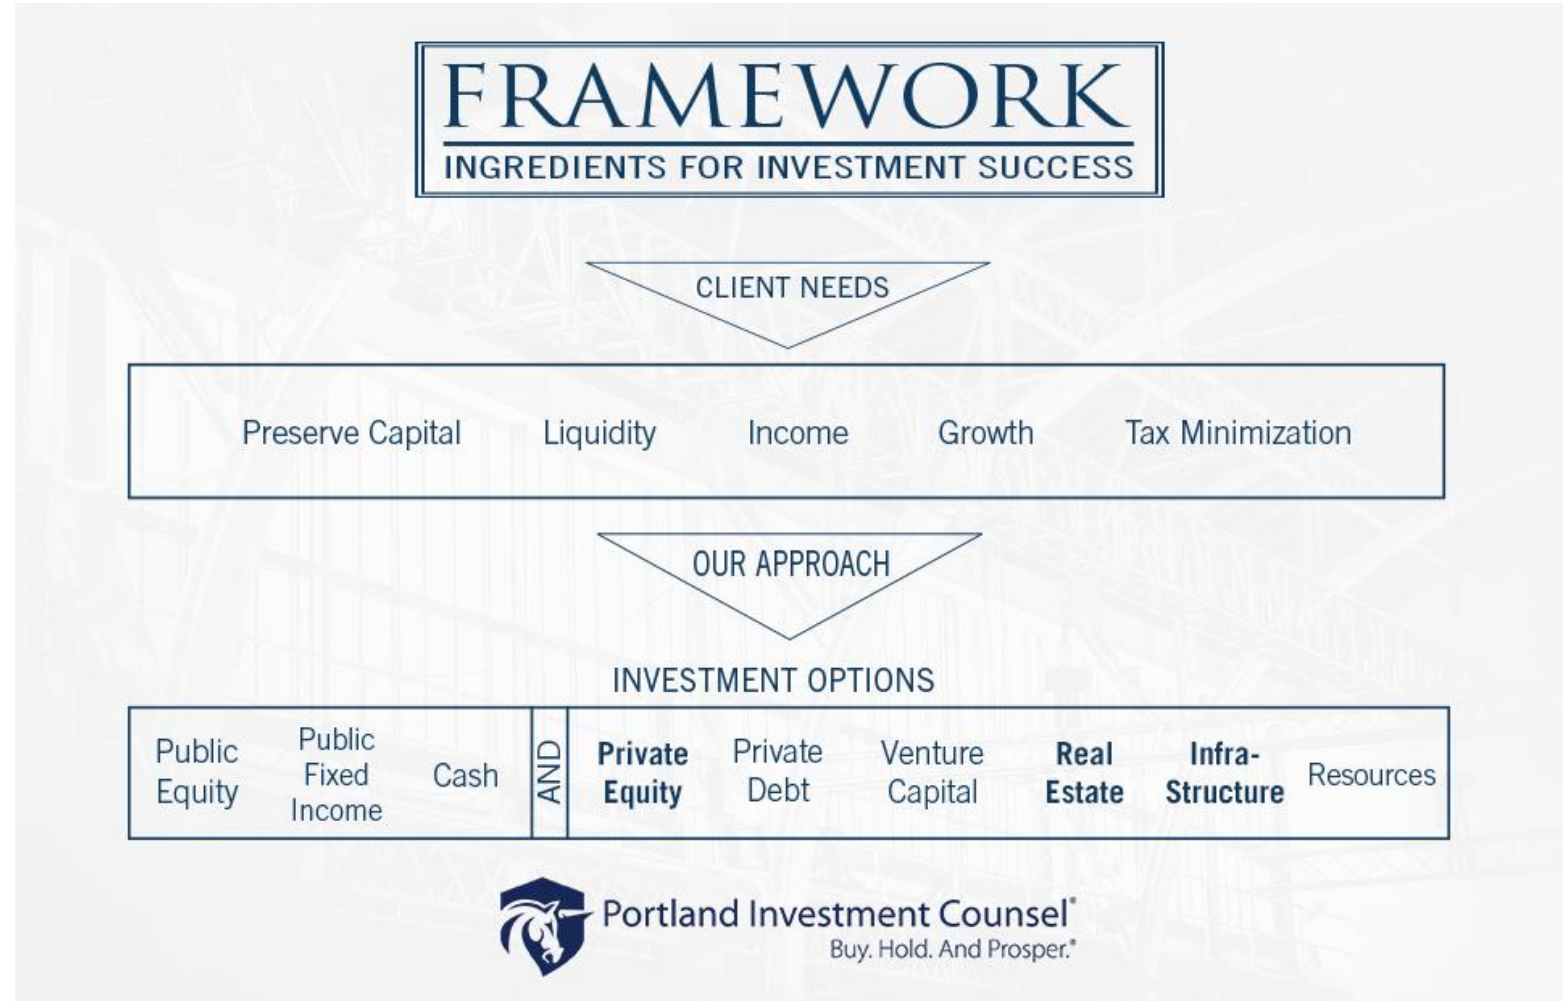 FRAMEWORK
INGREDIENTS FOR INVESTMENT SUCCESS
CLIENT NEEDS
Preserve Capital Liquidity Income Growth Tax Minimization
OUR APPROACH
INVESTMENT OPTIONS
Public
Equity
Public
Fixed
Income
Cash
AND
Private
Equity
Private
Debt
Venture
Capital
Real
Estate
Infra-
Structure
Resources
Portland Investment Counsel®
Buy. Hold. And Prosper.®